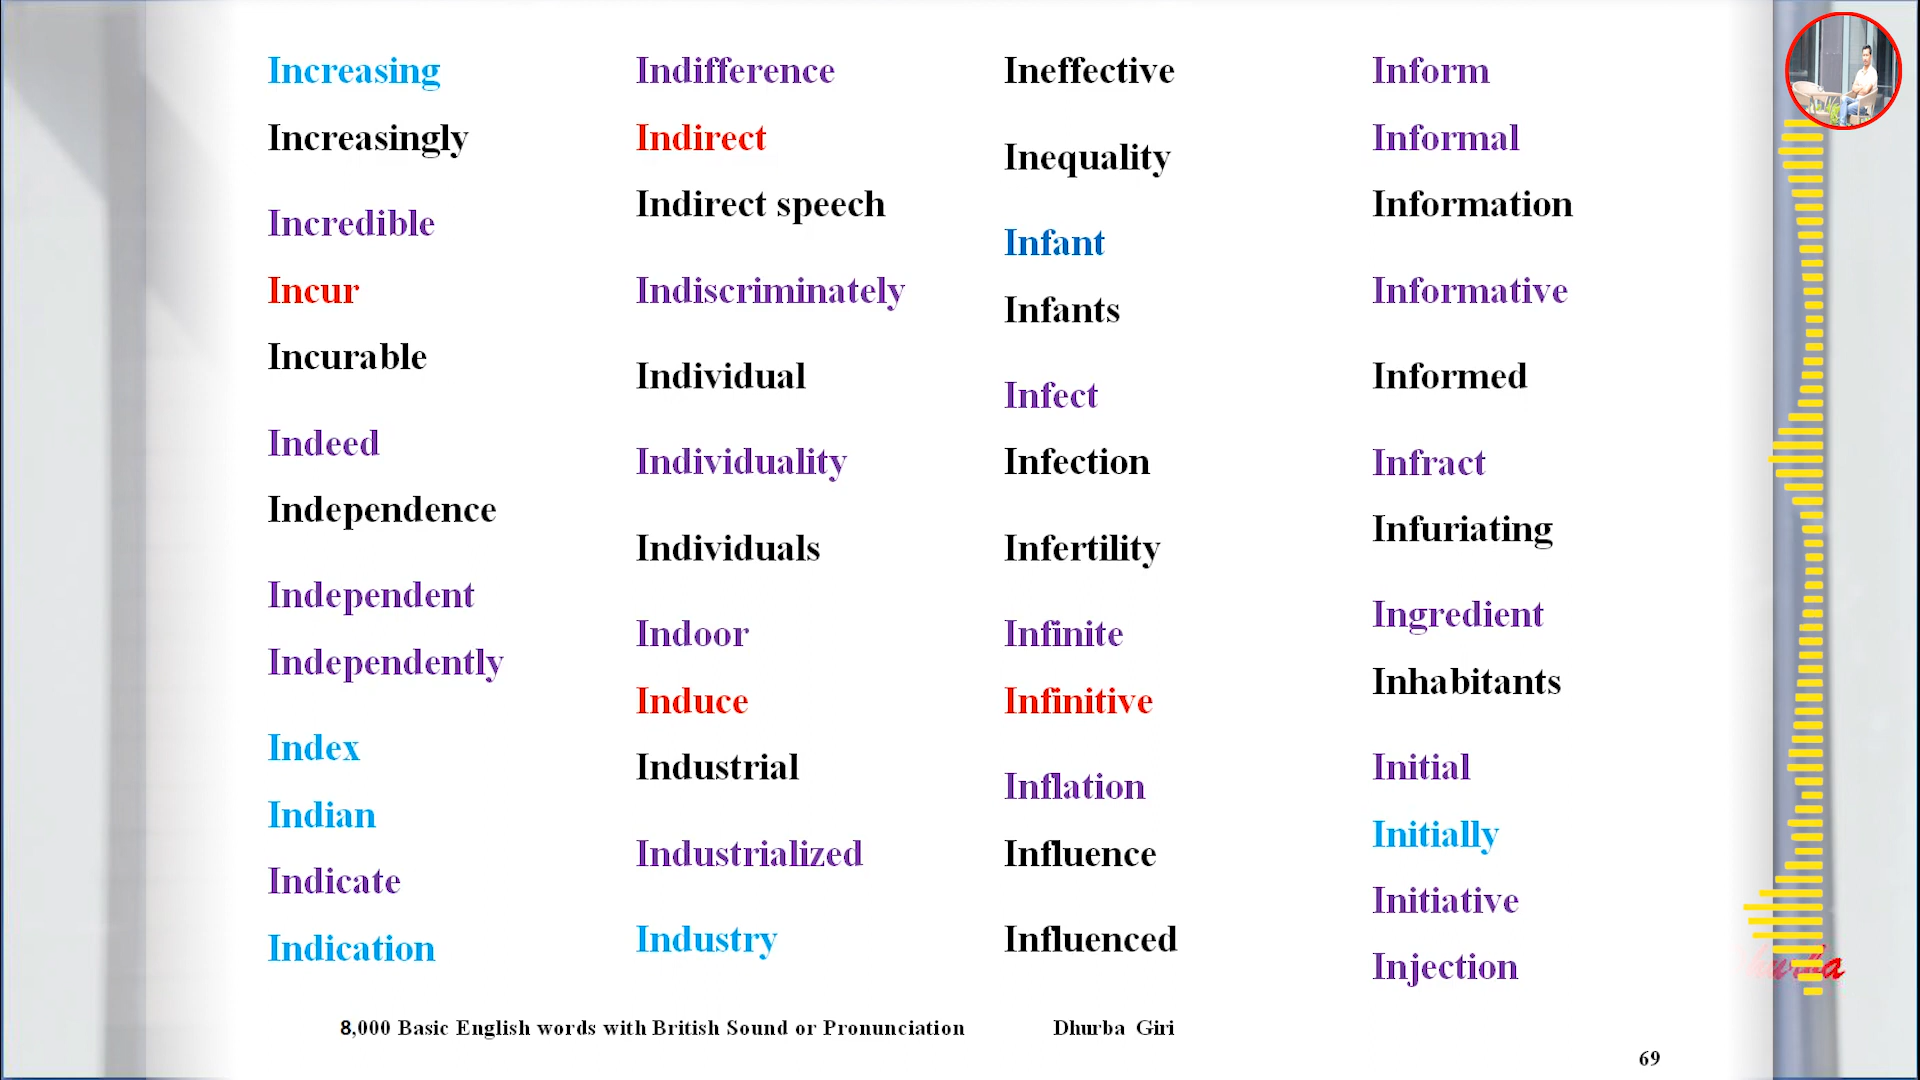 Increasing
Increasingly
Incredible
Incur
Incurable
Indeed
Independence
Independent
Independently
Index
Indian
Indicate
Indication
Indifference
Indirect
Indirect speech
Indiscriminately
Individual
Individuality
Individuals
Indoor
Induce
Industrial
Industrialized
Industry
Ineffective
Inequality
Infant
Infants
Infect
Infection
Infertility
Infinite
Infinitive
Inflation
Influence
Influenced
Inform
Informal
Information
Informative
Informed
Infract
Infuriating
Ingredient
Inhabitants
Initial
Initially
Initiative
Injection
8,000 Basic English words with British Sound or Pronunciation Dhurba Giri
69